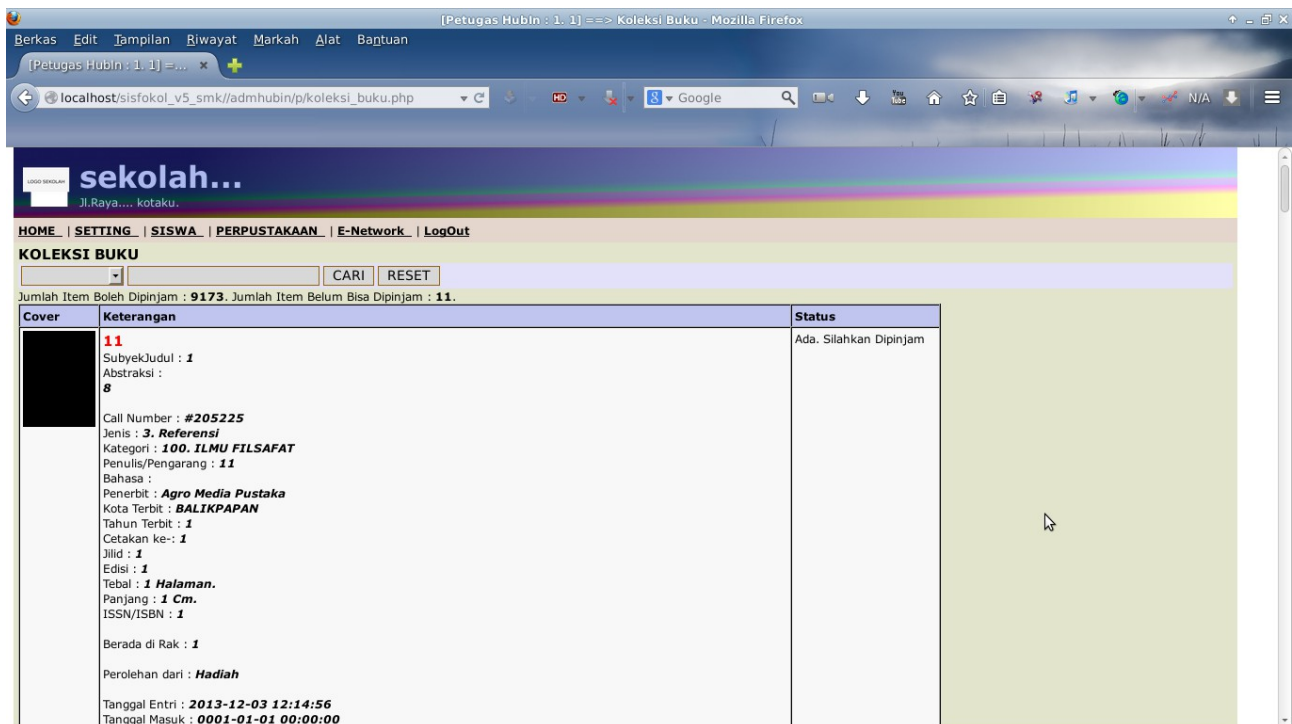 [Petugas HubIn : 1. 1] ==> Koleksi Buku - Mozilla Firefox
Berkas Edit Tampilan Riwayat Markah Alat Bantuan
[Petugas HubIn : 1. 1] =...
localhost/sisfokol_v5_smk//admhubin/p/koleksi_buku.php HD Google You Tube N/A
LOGO SEKOLAH
sekolah...
Jl.Raya.... kotaku.
HOME | SETTING | SISWA | PERPUSTAKAAN | E-Network | LogOut
KOLEKSI BUKU
CARI RESET
Jumlah Item Boleh Dipinjam : 9173. Jumlah Item Belum Bisa Dipinjam : 11.
Cover Keterangan Status
11 Ada. Silahkan Dipinjam
SubyekJudul : 1
Abstraksi :
8
Call Number : #205225
Jenis : 3. Referensi
Kategori : 100. ILMU FILSAFAT
Penulis/Pengarang : 11
Bahasa :
Penerbit : Agro Media Pustaka
Kota Terbit : BALIKPAPAN
Tahun Terbit : 1
Cetakan ke-: 1
Jilid : 1
Edisi : 1
Tebal : 1 Halaman.
Panjang : 1 Cm.
ISSN/ISBN : 1
Berada di Rak : 1
Perolehan dari : Hadiah
Tanggal Entri : 2013-12-03 12:14:56
Tanggal Masuk : 0001-01-01 00:00:00